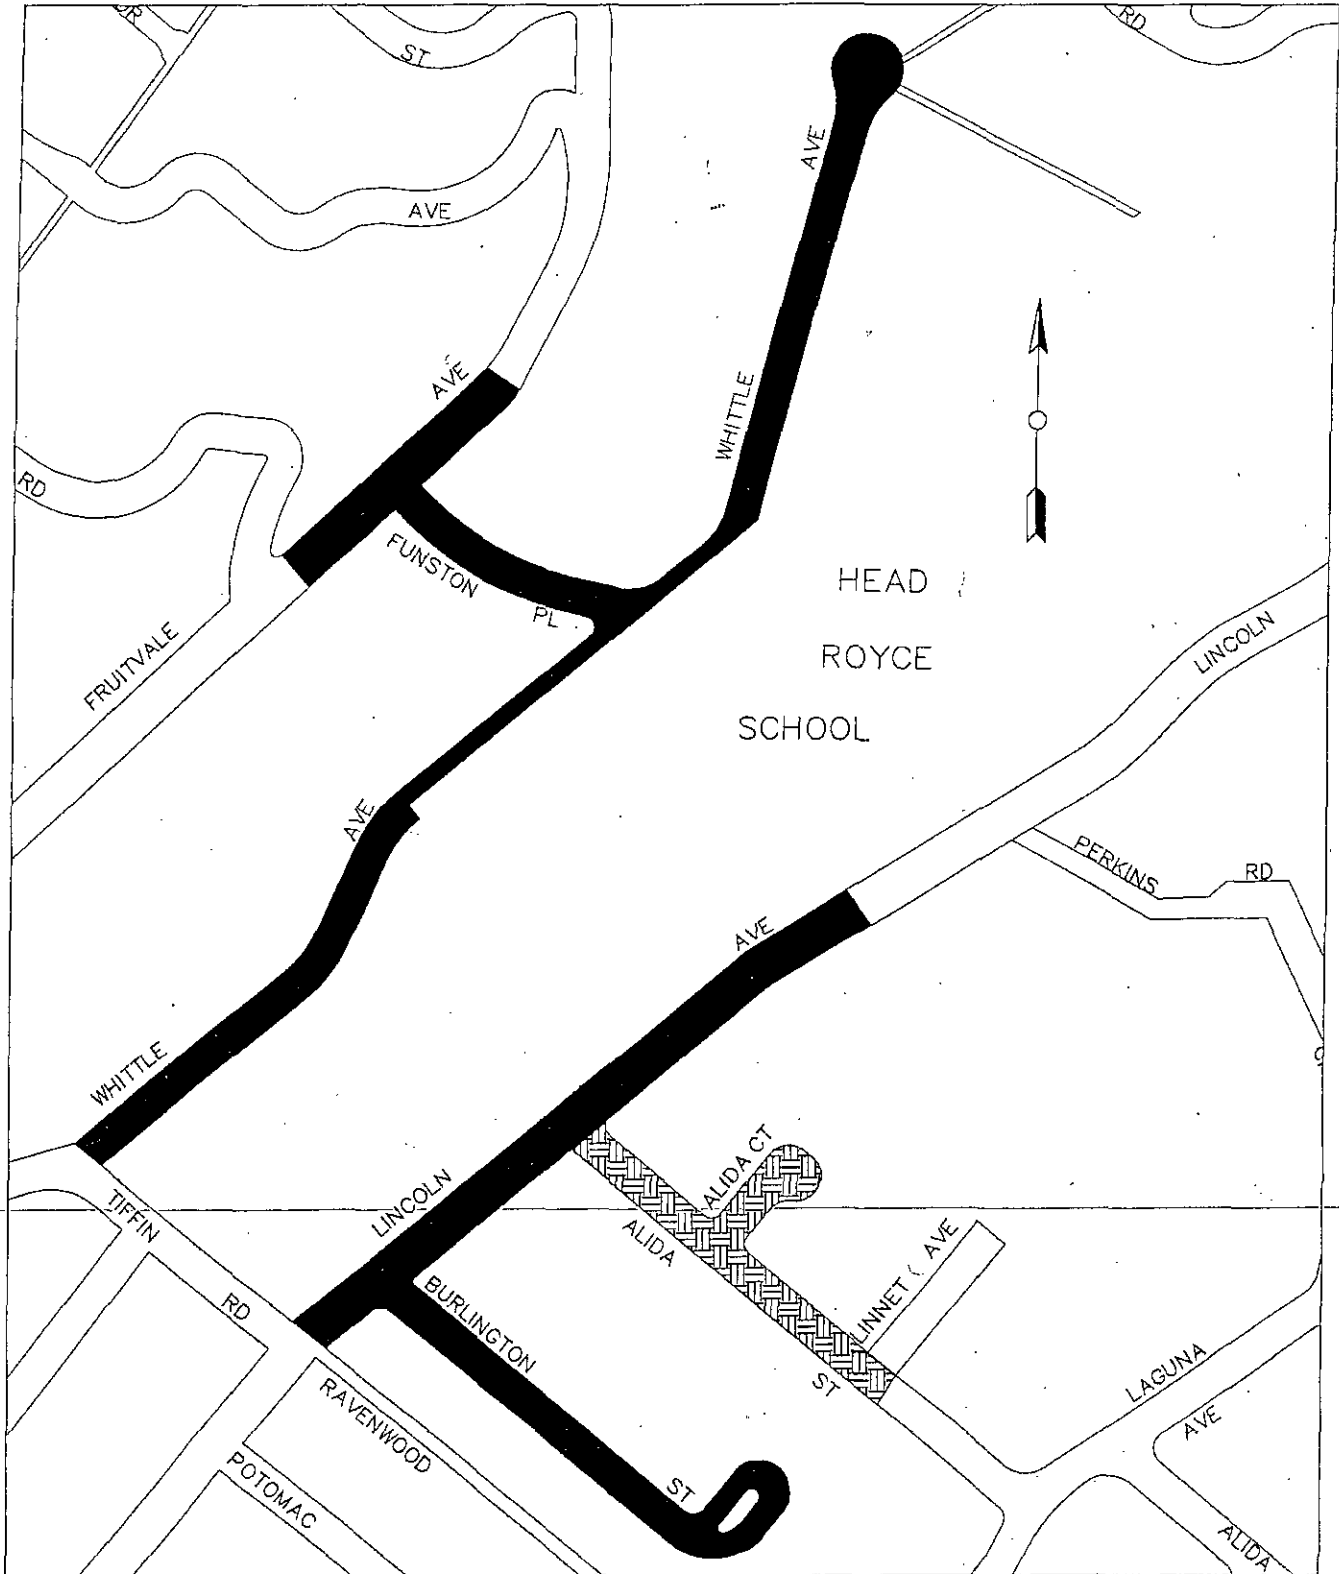 DR
ST
RD
AVE
AVE
AVE
WHITTLE
RD
FUNSTON
PL
HEAD
ROYCE
SCHOOL
LINCOLN
FRUITVALE
AVE
PERKINS
RD
AVE
WHITTLE
ALIDA CT
LINCOLN
TIFFIN
ALIDA
LINNET AVE
RD
BURLINGTON
LAGUNA
ST
AVE
RAVENWOOD
POTOMAC
ST
ALIDA